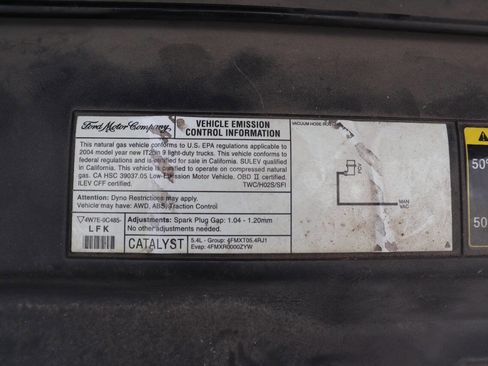 Ford Motor Company
VEHICLE EMISSION
CONTROL INFORMATION
This natural gas vehicle conforms to U.S. EPA regulations applicable to
2004 model year new 9 light-duty trucks. This vehicle conforms to
federal regulations and is certified for sale in California. SULEV qualified
in California. This vehicle is certified to operate on compressed natural
gas. CA HSC 39037.05 Low-Emission Motor Vehicle. OBD II certified.
ILEV CFF certified.
TWC/H02S/SFI
Attention: Dyno Restrictions may apply.
Vehicle may have: AWD, ABS, Traction Control
4W7E-9C485-
LFK
Adjustments: Spark Plug Gap: 1.04 - 1.20mm
No other adjustments needed.
CATALYST
5.4L - Group: 4FMXT05.4RJ1
Evap: 4FMXR0000ZYW
VACUUM HOSE
PCV
MAN
VAC
50°
50